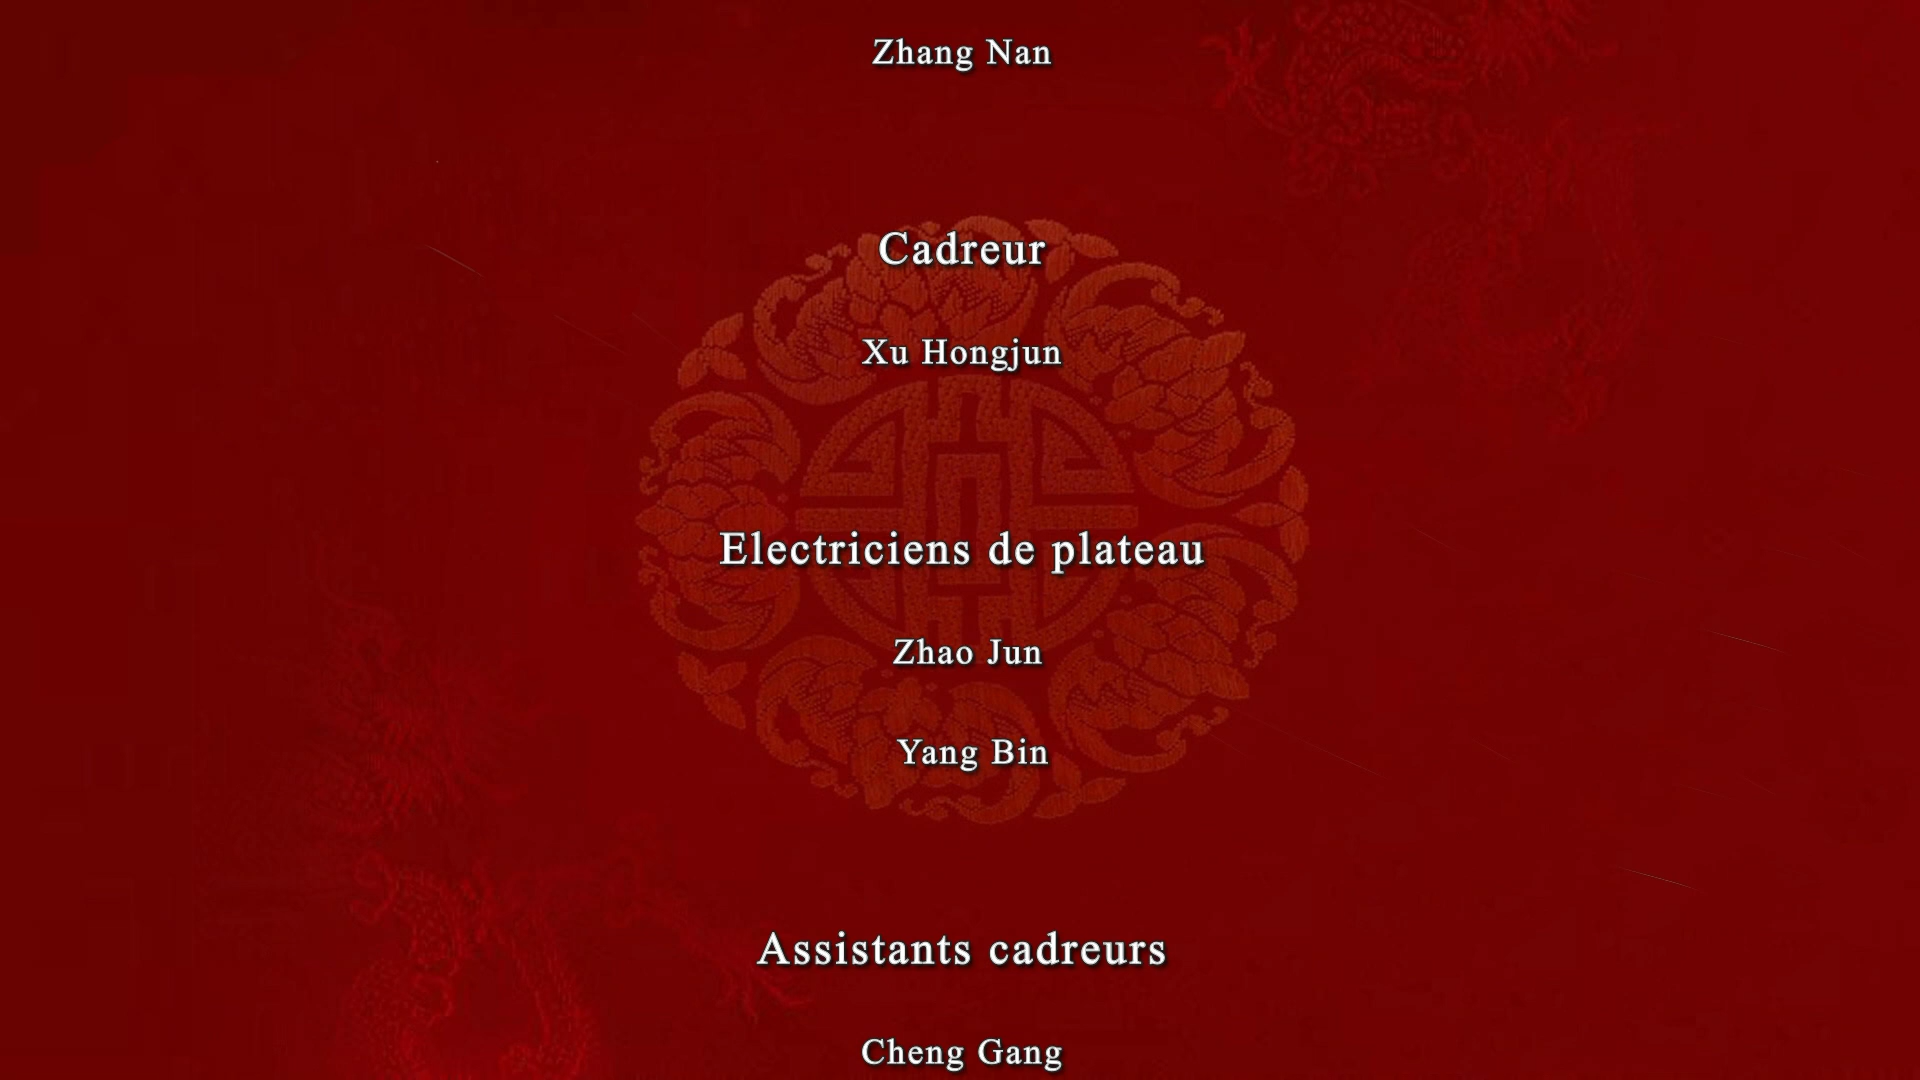 Zhang Nan
Cadreur
Xu Hongjun
Electriciens de plateau
Zhao Jun
Yang Bin
Assistants cadreurs
Cheng Gang